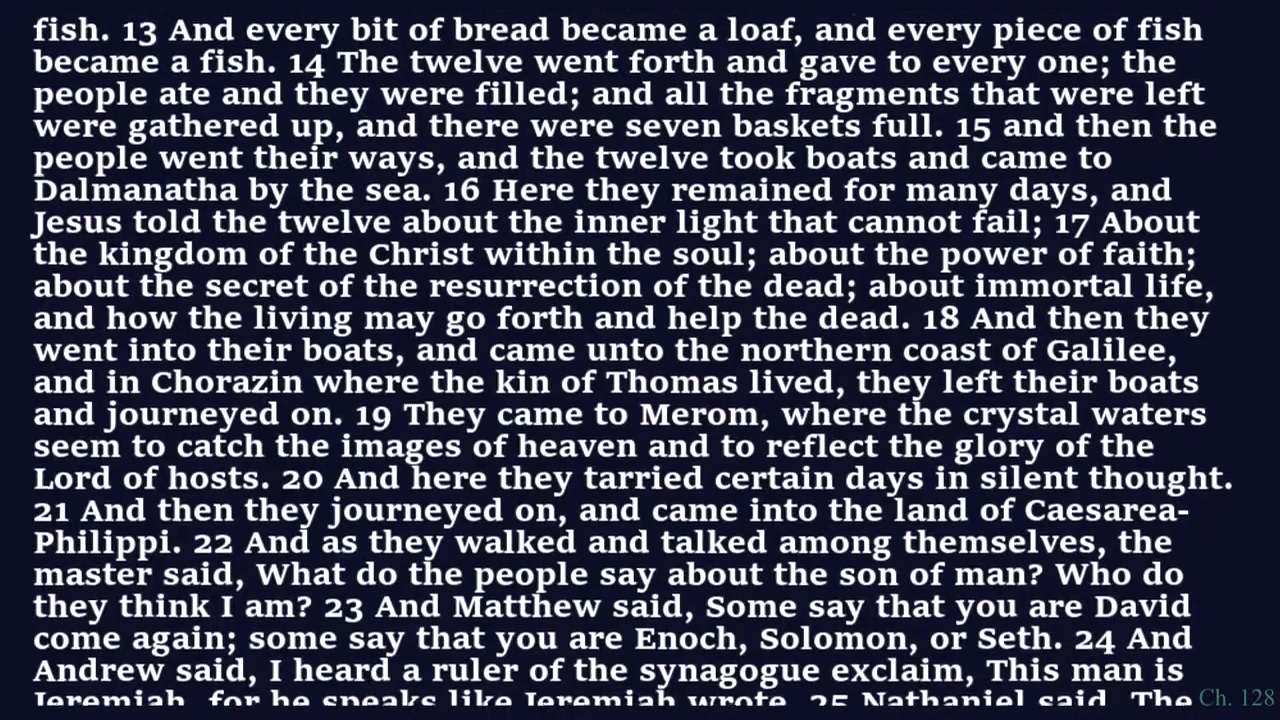 fish. 13 And every bit of bread became a loaf, and every piece of fish
became a fish. 14 The twelve went forth and gave to every one; the
people ate and they were filled; and all the fragments that were left
were gathered up, and there were seven baskets full. 15 and then the
people went their ways, and the twelve took boats and came to
Dalmanatha by the sea. 16 Here they remained for many days, and
Jesus told the twelve about the inner light that cannot fail; 17 About
the kingdom of the Christ within the soul; about the power of faith;
about the secret of the resurrection of the dead; about immortal life,
and how the living may go forth and help the dead. 18 And then they
went into their boats, and came unto the northern coast of Galilee,
and in Chorazin where the kin of Thomas lived, they left their boats
and journeyed on. 19 They came to Merom, where the crystal waters
seem to catch the images of heaven and to reflect the glory of the
Lord of hosts. 20 And here they tarried certain days in silent thought.
21 And then they journeyed on, and came into the land of Caesarea-
Philippi. 22 And as they walked and talked among themselves, the
master said, What do the people say about the son of man? Who do
they think I am? 23 And Matthew said, Some say that you are David
come again; some say that you are Enoch, Solomon, or Seth. 24 And
Andrew said, I heard a ruler of the synagogue exclaim, This man is
Jeremiah, for he speaks like Jeremiah wrote. 25 Nathaniel said, The
Ch. 128